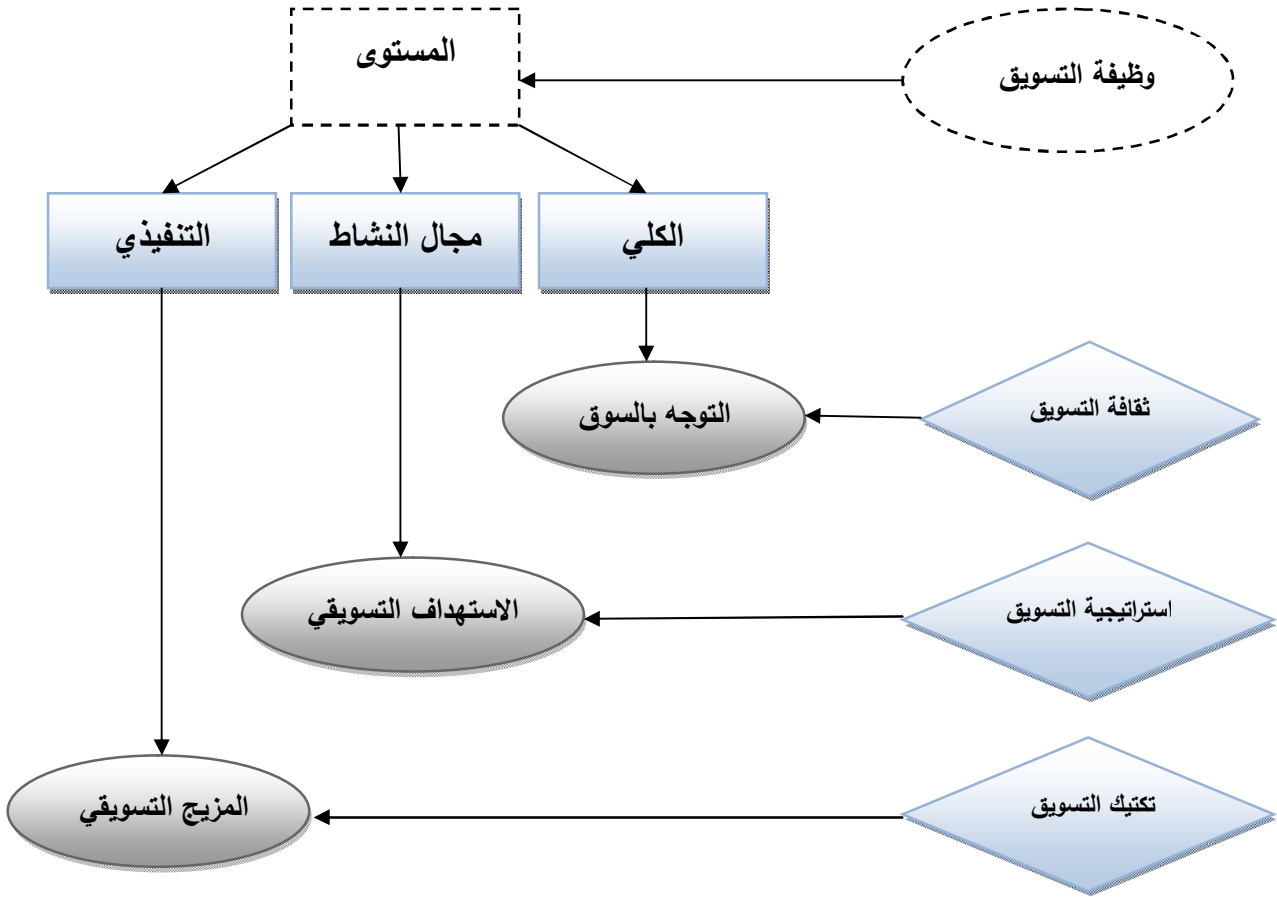 وظيفة التسويق
المستوى
الكلي
مجال النشاط
التنفيذي
ثقافة التسويق
التوجه بالسوق
استراتيجية التسويق
الاستهداف التسويقي
تكتيك التسويق
المزيج التسويقي